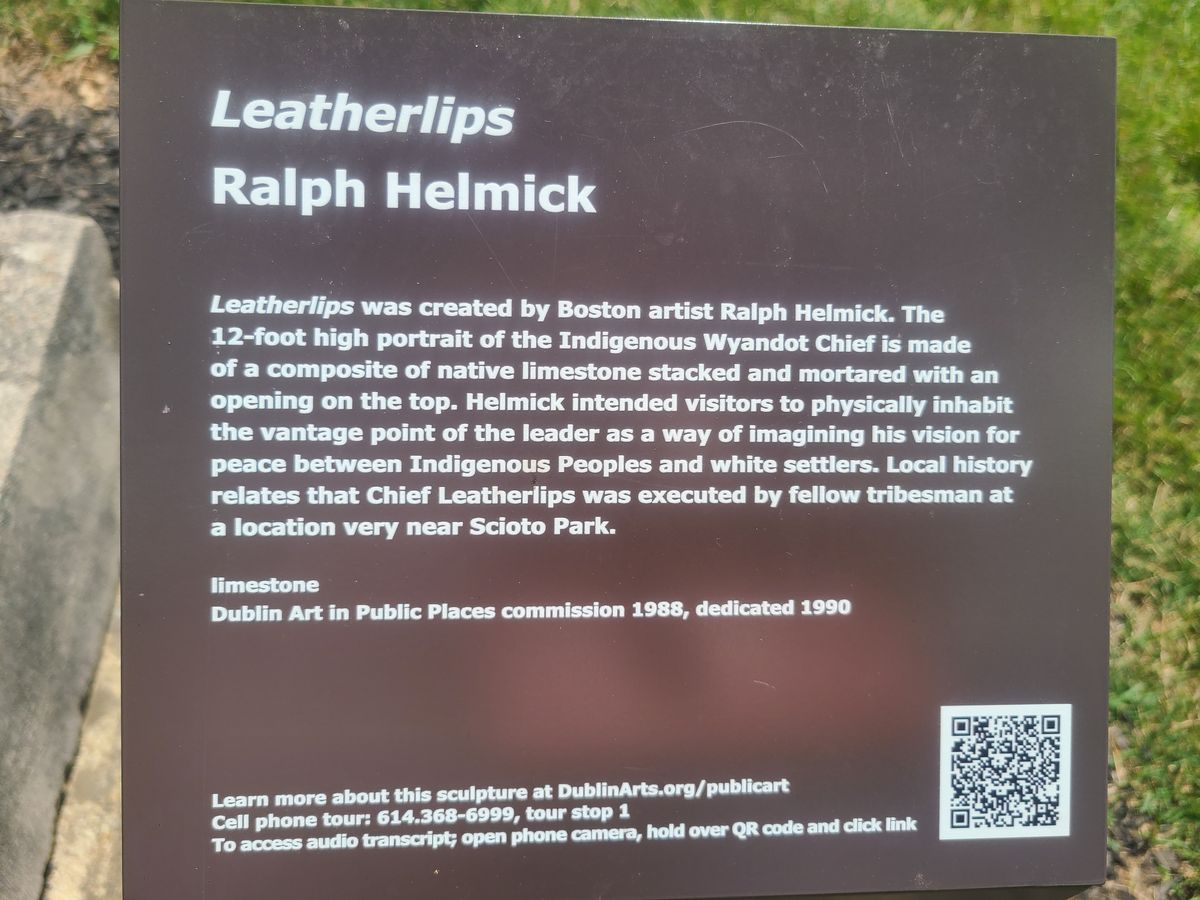 Leatherlips
Ralph Helmick
Leatherlips was created by Boston artist Ralph Helmick. The
12-foot high portrait of the Indigenous Wyandot Chief is made
of a composite of native limestone stacked and mortared with an
opening on the top. Helmick intended visitors to physically inhabit
the vantage point of the leader as a way of imagining his vision for
peace between Indigenous Peoples and white settlers. Local history
relates that Chief Leatherlips was executed by fellow tribesman at
a location very near Scioto Park.
limestone
Dublin Art in Public Places commission 1988, dedicated 1990
Learn more about this sculpture at DublinArts.org/publicart
Cell phone tour: 614.368-6999, tour stop 1
To access audio transcript; open phone camera, hold over QR code and click link